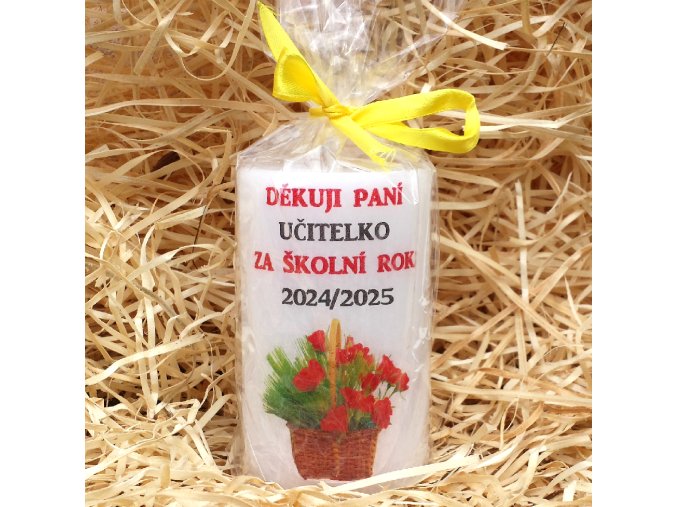 DĚKUJI PANÍ
UČITELKO
ZA ŠKOLNÍ ROK
2024/2025